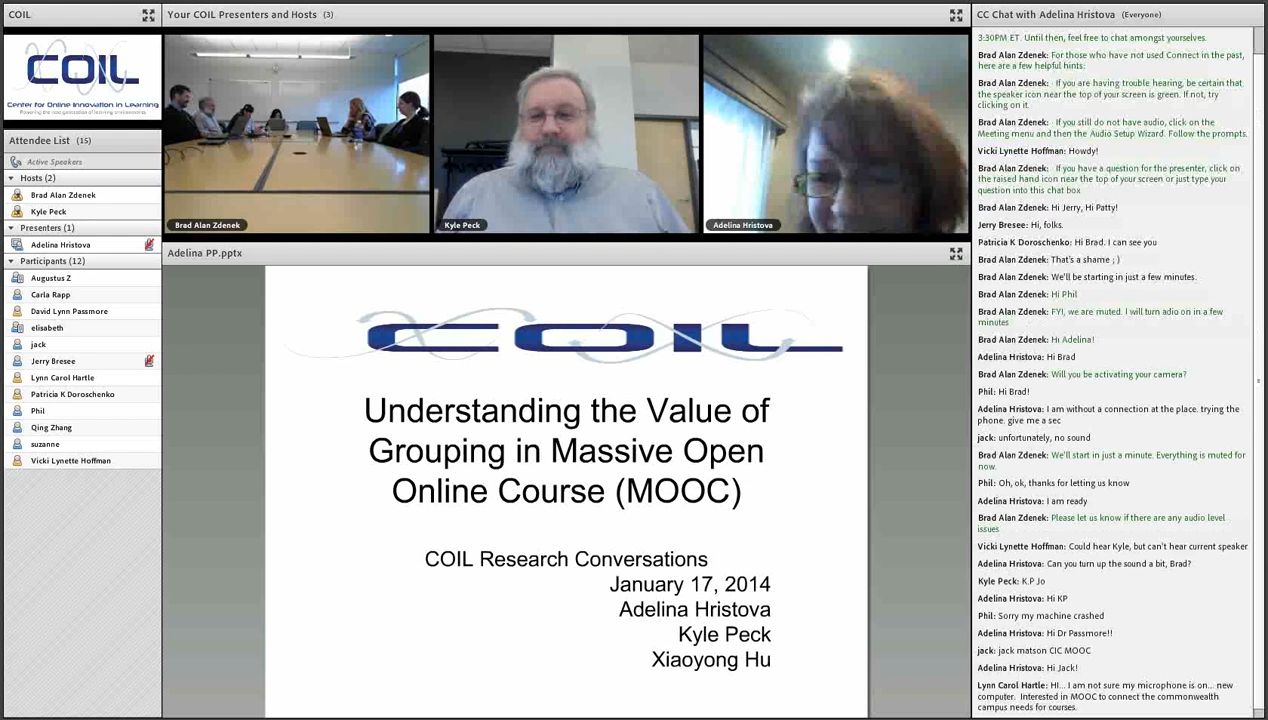 COIL
Your COIL Presenters and Hosts (3)
CC Chat with Adelina Hristova (Everyone)
COIL
Center for Online Innovation in Learning
Attendee List (15)
Active Speakers
Hosts (2)
Brad Alan Zdenek
Kyle Peck
Presenters (1)
Adelina Hristova
Participants (12)
Augustus Z
Carla Rapp
David Lynn Passmore
elisabeth
jack
Jerry Bresee
Lynn Carol Hartle
Patricia K Doroschenko
Phil
Qing Zhang
suzanne
Vicki Lynette Hoffman
Brad Alan Zdenek
Kyle Peck
Adelina Hristova
Adelina PP.pptx
COIL
Understanding the Value of
Grouping in Massive Open
Online Course (MOOC)
COIL Research Conversations
January 17, 2014
Adelina Hristova
Kyle Peck
Xiaoyong Hu
3:30PM ET. Until then, feel free to chat amongst yourselves.
Brad Alan Zdenek: For those who have not used Connect in the past,
here are a few helpful hints:
Brad Alan Zdenek: If you are having trouble hearing, be certain that
the speaker icon near the top of your screen is green. If not, try
clicking on it.
Brad Alan Zdenek: If you still do not have audio, click on the
Meeting menu and then the Audio Setup Wizard. Follow the prompts.
Vicki Lynette Hoffman: Howdy!
Brad Alan Zdenek: If you have a question for the presenter, click on
the raised hand icon near the top of your screen or just type your
question into this chat box
Brad Alan Zdenek: Hi Jerry, Hi Patty!
Jerry Bresee: Hi, folks.
Patricia K Doroschenko: Hi Brad. I can see you
Brad Alan Zdenek: That's a shame ; )
Brad Alan Zdenek: We'll be starting in just a few minutes.
Brad Alan Zdenek: Hi Phil
Brad Alan Zdenek: FYI, we are muted. I will turn adio on in a few
minutes
Brad Alan Zdenek: Hi Adelina!
Adelina Hristova: Hi Brad
Brad Alan Zdenek: Will you be activating your camera?
Phil: Hi Brad!
Adelina Hristova: I am without a connection at the place. trying the
phone. give me a sec
jack: unfortunately, no sound
Brad Alan Zdenek: We'll start in just a minute. Everything is muted for
now.
Phil: Oh, ok, thanks for letting us know
Adelina Hristova: I am ready
Brad Alan Zdenek: Please let us know if there are any audio level
issues
Vicki Lynette Hoffman: Could hear Kyle, but can't hear current speaker
Adelina Hristova: Can you turn up the sound a bit, Brad?
Kyle Peck: K.P Jo
Adelina Hristova: Hi KP
Phil: Sorry my machine crashed
Adelina Hristova: Hi Dr Passmore!!
jack: jack matson CIC MOOC
Adelina Hristova: Hi Jack!
Lynn Carol Hartle: HI... I am not sure my microphone is on... new
computer. Interested in MOOC to connect the commonwealth
campus needs for courses.